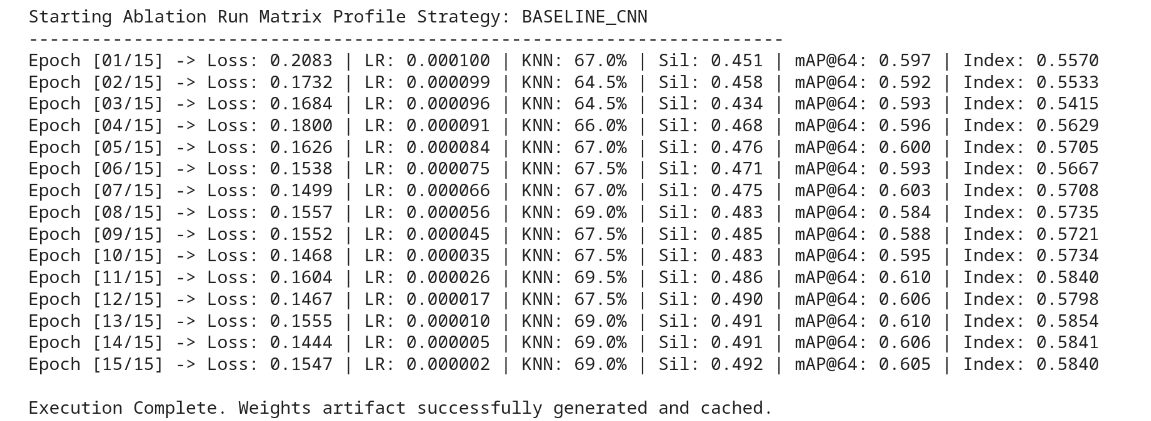 Starting Ablation Run Matrix Profile Strategy: BASELINE_CNN
------------------------------------------------------------------------
Epoch [01/15] -> Loss: 0.2083 | LR: 0.000100 | KNN: 67.0% | Sil: 0.451 | mAP@64: 0.597 | Index: 0.5570
Epoch [02/15] -> Loss: 0.1732 | LR: 0.000099 | KNN: 64.5% | Sil: 0.458 | mAP@64: 0.592 | Index: 0.5533
Epoch [03/15] -> Loss: 0.1684 | LR: 0.000096 | KNN: 64.5% | Sil: 0.434 | mAP@64: 0.593 | Index: 0.5415
Epoch [04/15] -> Loss: 0.1800 | LR: 0.000091 | KNN: 66.0% | Sil: 0.468 | mAP@64: 0.596 | Index: 0.5629
Epoch [05/15] -> Loss: 0.1626 | LR: 0.000084 | KNN: 67.0% | Sil: 0.476 | mAP@64: 0.600 | Index: 0.5705
Epoch [06/15] -> Loss: 0.1538 | LR: 0.000075 | KNN: 67.5% | Sil: 0.471 | mAP@64: 0.593 | Index: 0.5667
Epoch [07/15] -> Loss: 0.1499 | LR: 0.000066 | KNN: 67.0% | Sil: 0.475 | mAP@64: 0.603 | Index: 0.5708
Epoch [08/15] -> Loss: 0.1557 | LR: 0.000056 | KNN: 69.0% | Sil: 0.483 | mAP@64: 0.584 | Index: 0.5735
Epoch [09/15] -> Loss: 0.1552 | LR: 0.000045 | KNN: 67.5% | Sil: 0.485 | mAP@64: 0.588 | Index: 0.5721
Epoch [10/15] -> Loss: 0.1468 | LR: 0.000035 | KNN: 67.5% | Sil: 0.483 | mAP@64: 0.595 | Index: 0.5734
Epoch [11/15] -> Loss: 0.1604 | LR: 0.000026 | KNN: 69.5% | Sil: 0.486 | mAP@64: 0.610 | Index: 0.5840
Epoch [12/15] -> Loss: 0.1467 | LR: 0.000017 | KNN: 67.5% | Sil: 0.490 | mAP@64: 0.606 | Index: 0.5798
Epoch [13/15] -> Loss: 0.1555 | LR: 0.000010 | KNN: 69.0% | Sil: 0.491 | mAP@64: 0.610 | Index: 0.5854
Epoch [14/15] -> Loss: 0.1444 | LR: 0.000005 | KNN: 69.0% | Sil: 0.491 | mAP@64: 0.606 | Index: 0.5841
Epoch [15/15] -> Loss: 0.1547 | LR: 0.000002 | KNN: 69.0% | Sil: 0.492 | mAP@64: 0.605 | Index: 0.5840
Execution Complete. Weights artifact successfully generated and cached.